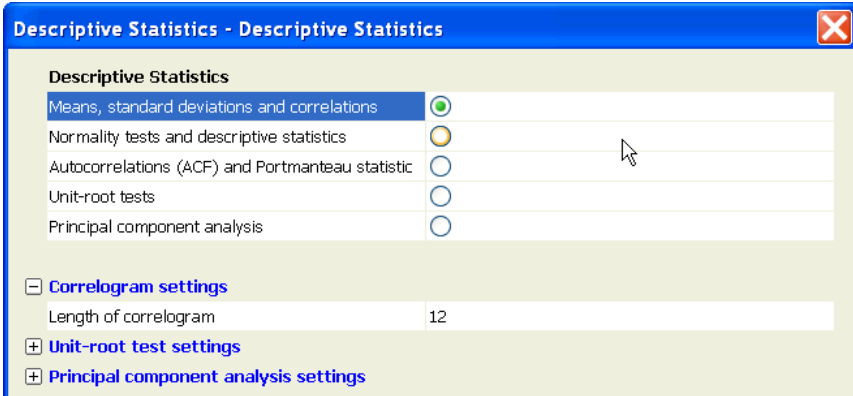 Descriptive Statistics - Descriptive Statistics
Descriptive Statistics
Means, standard deviations and correlations
Normality tests and descriptive statistics
Autocorrelations (ACF) and Portmanteau statistic
Unit-root tests
Principal component analysis
Correlogram settings
Length of correlogram 12
Unit-root test settings
Principal component analysis settings